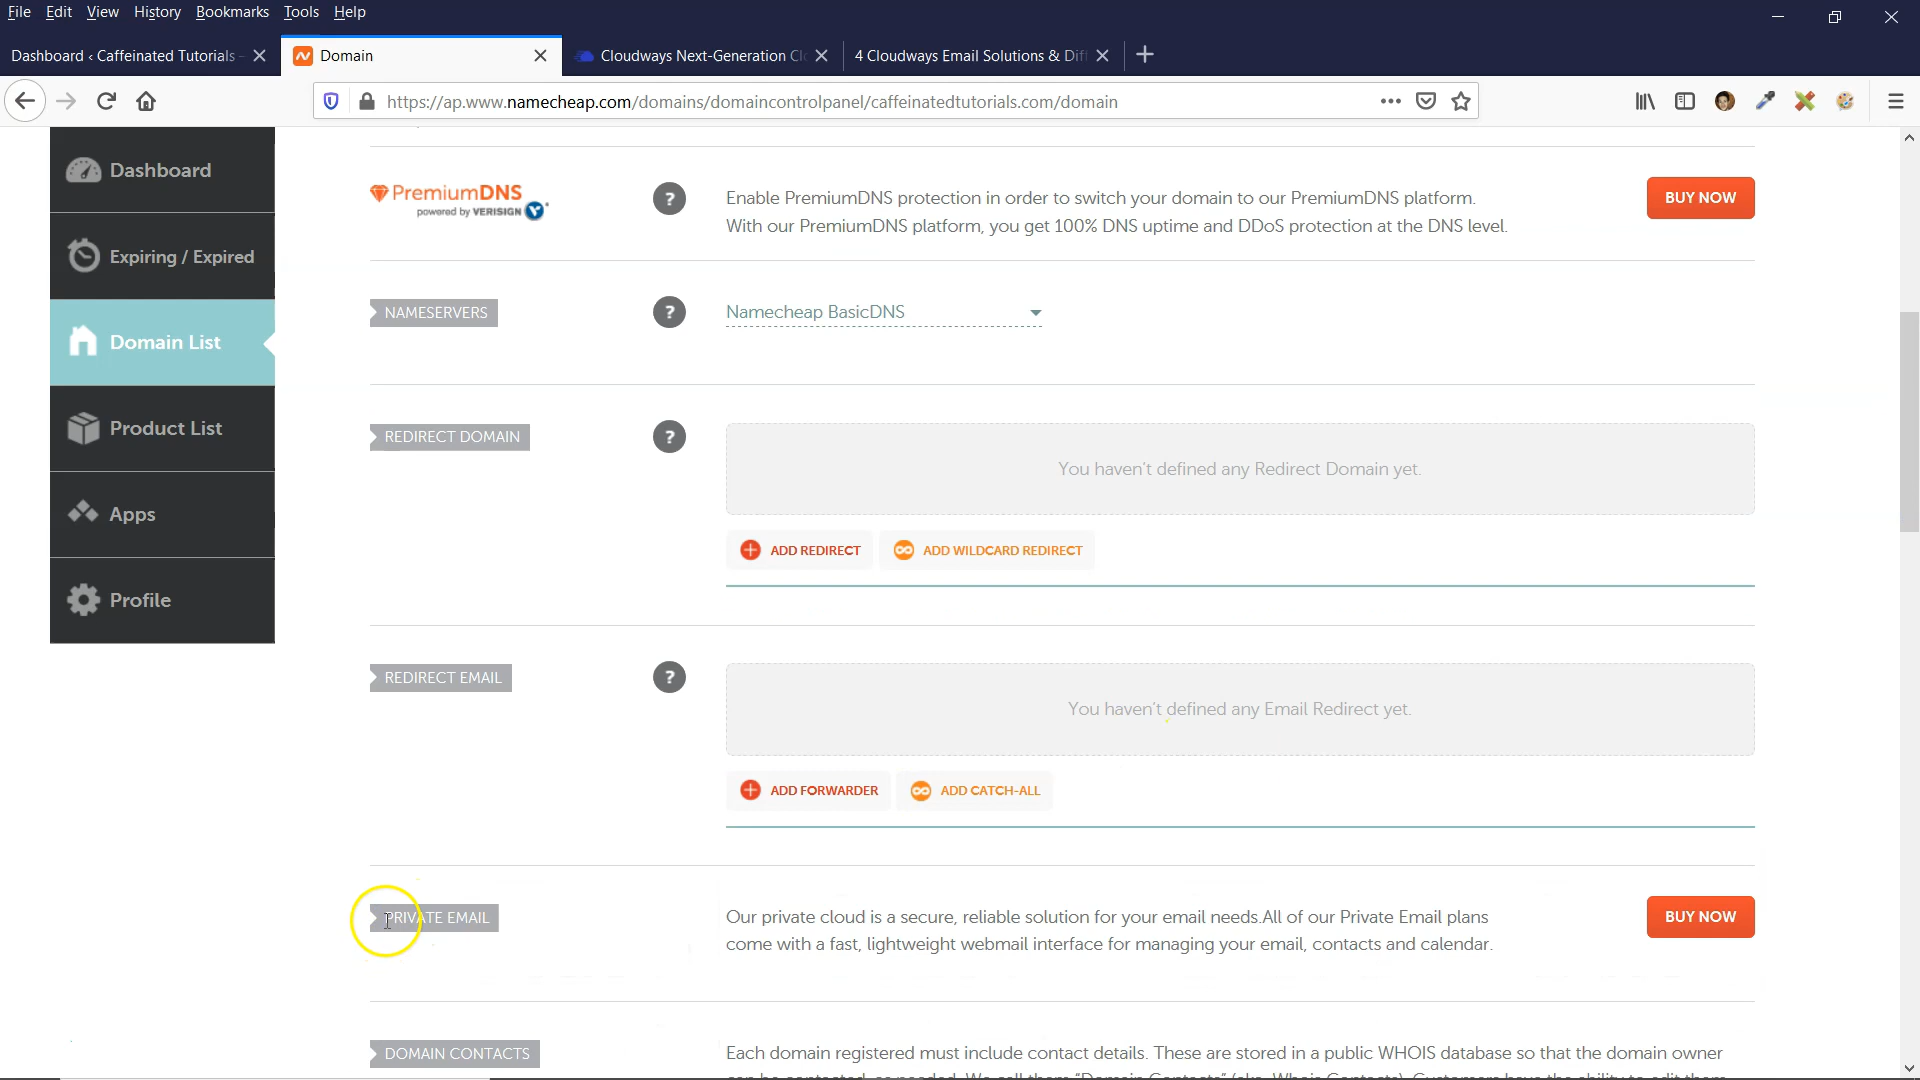 File Edit View History Bookmarks Tools Help
Dashboard ‹ Caffeinated Tutorials
Domain
Cloudways Next-Generation Cl
4 Cloudways Email Solutions & Dif
https://ap.www.namecheap.com/domains/domaincontrolpanel/caffeinatedtutorials.com/domain
Dashboard
Expiring / Expired
Domain List
Product List
Apps
Profile
PremiumDNS
powered by VERISIGN
?
Enable PremiumDNS protection in order to switch your domain to our PremiumDNS platform.
With our PremiumDNS platform, you get 100% DNS uptime and DDoS protection at the DNS level.
BUY NOW
NAMESERVERS
?
Namecheap BasicDNS
REDIRECT DOMAIN
?
You haven't defined any Redirect Domain yet.
ADD REDIRECT
ADD WILDCARD REDIRECT
REDIRECT EMAIL
?
You haven't defined any Email Redirect yet.
ADD FORWARDER
ADD CATCH-ALL
PRIVATE EMAIL
Our private cloud is a secure, reliable solution for your email needs.All of our Private Email plans
come with a fast, lightweight webmail interface for managing your email, contacts and calendar.
BUY NOW
DOMAIN CONTACTS
Each domain registered must include contact details. These are stored in a public WHOIS database so that the domain owner